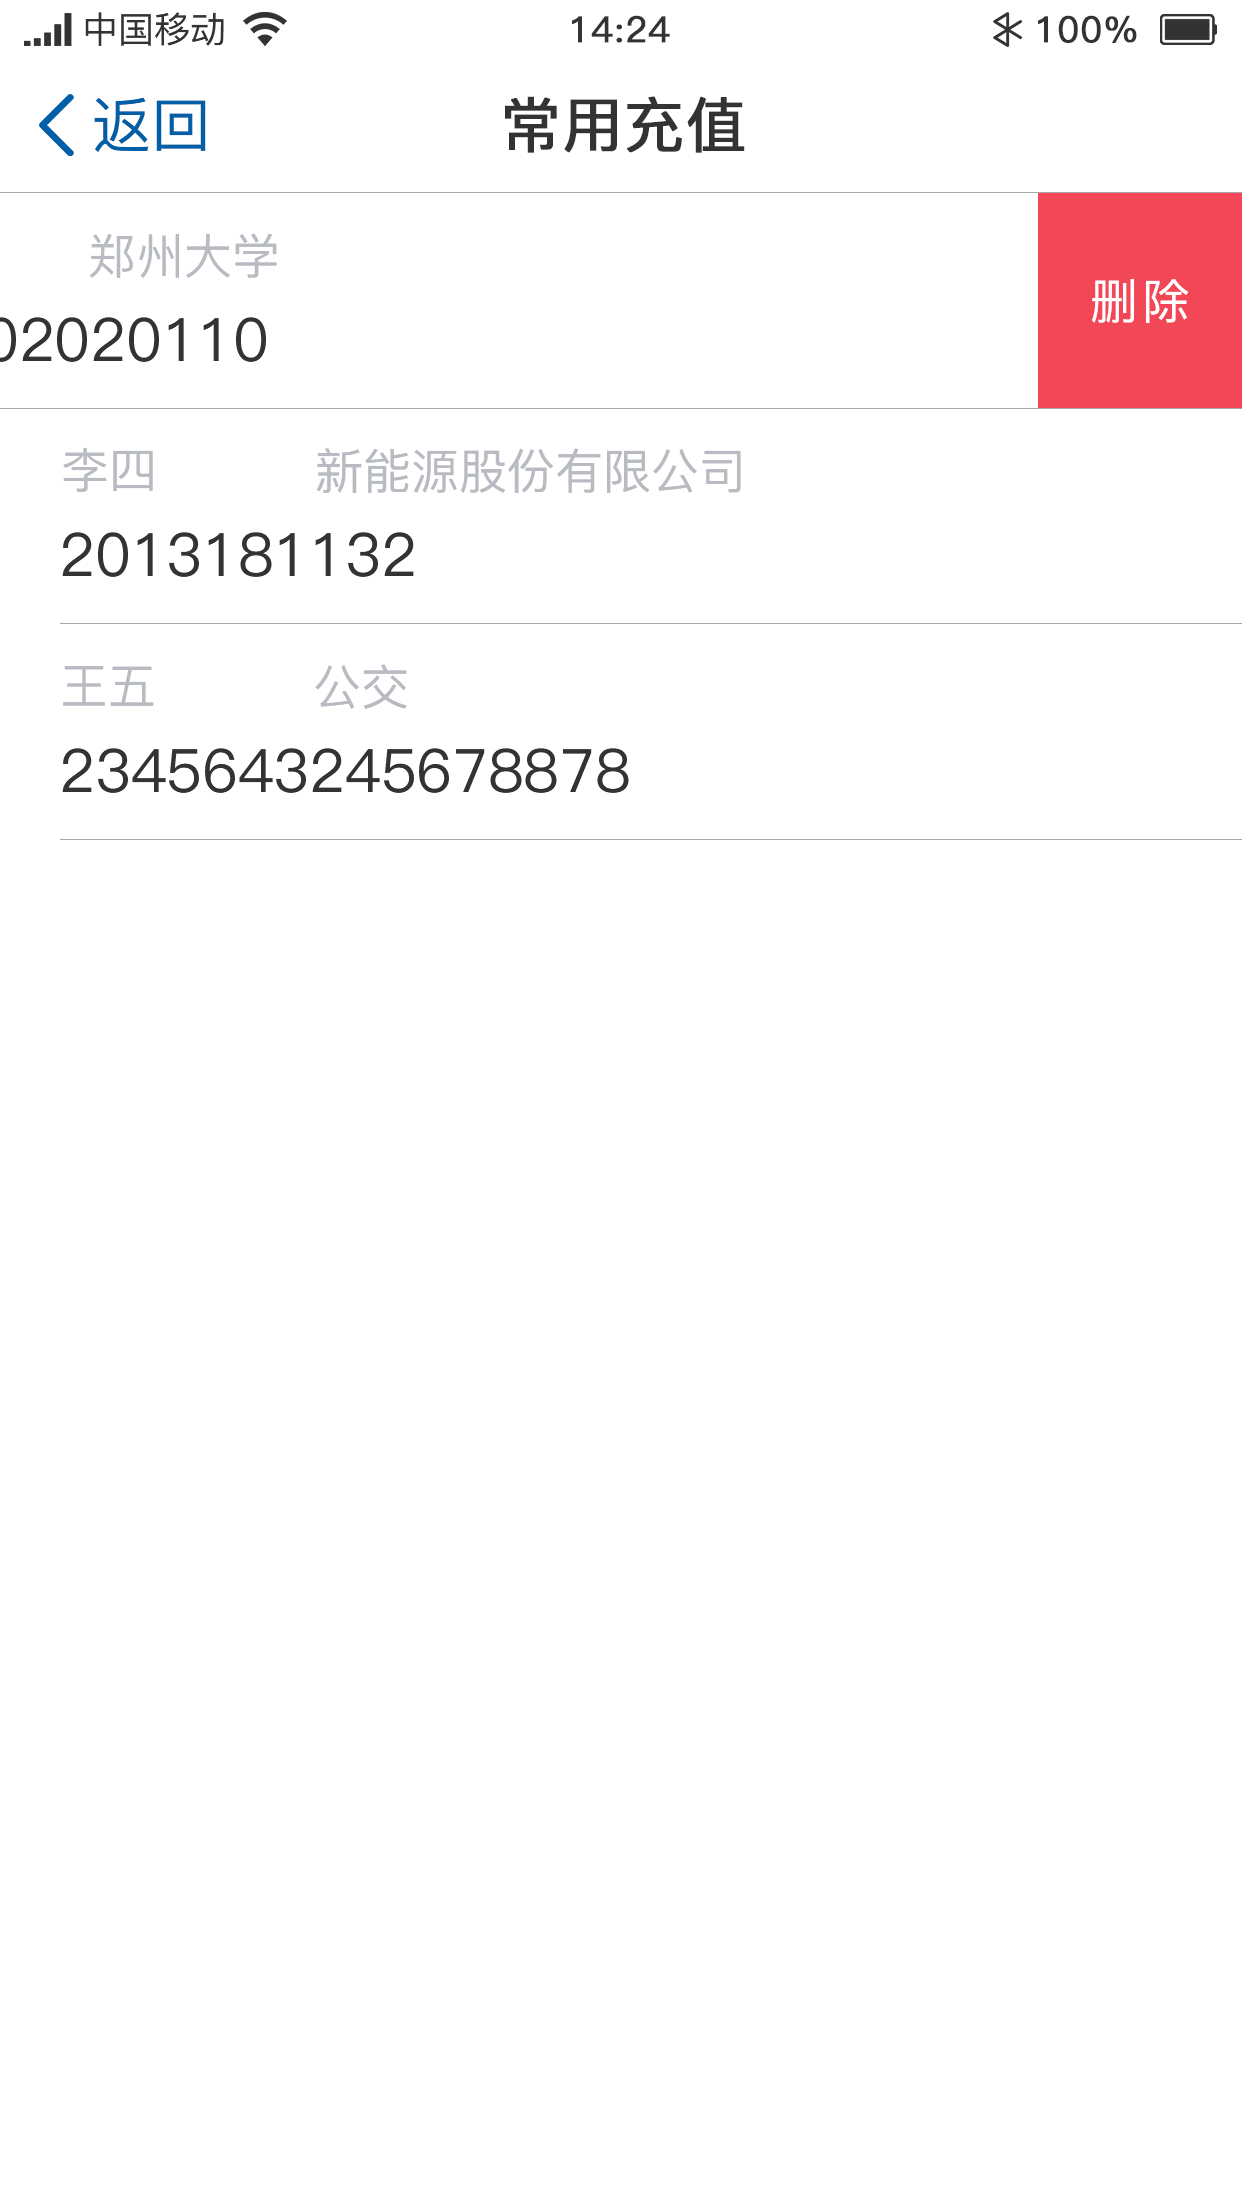 中国移动 14:24 100%
返回 常用充值
郑州大学
02020110
删除
李四 新能源股份有限公司
2013181132
王五 公交
2345643245678878